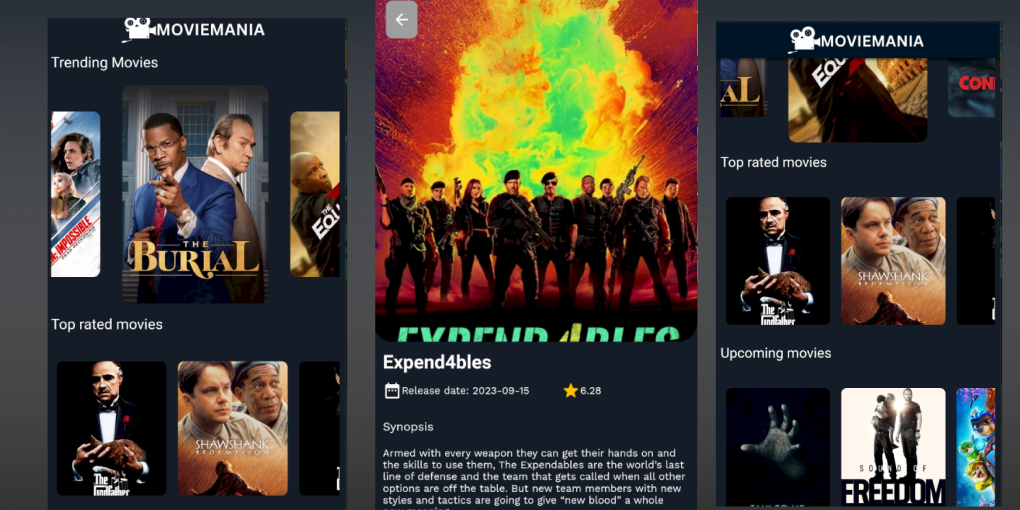 MOVIEMANIA
Trending Movies
THE
BURIAL
THE
EQU
Top rated movies
The
Godfather
SHAWSHANK
REDEMPTION
EXPEND4BLES
Expend4bles
Release date: 2023-09-15
6.28
Synopsis
Armed with every weapon they can get their hands on and
the skills to use them, The Expendables are the world's last
line of defense and the team that gets called when all other
options are off the table. But new team members with new
styles and tactics are going to give “new blood” a whole
MOVIEMANIA
AL
EQU
CON
Top rated movies
The
Godfather
SHAWSHANK
REDEMPTION
Upcoming movies
SOUND OF
FREEDOM